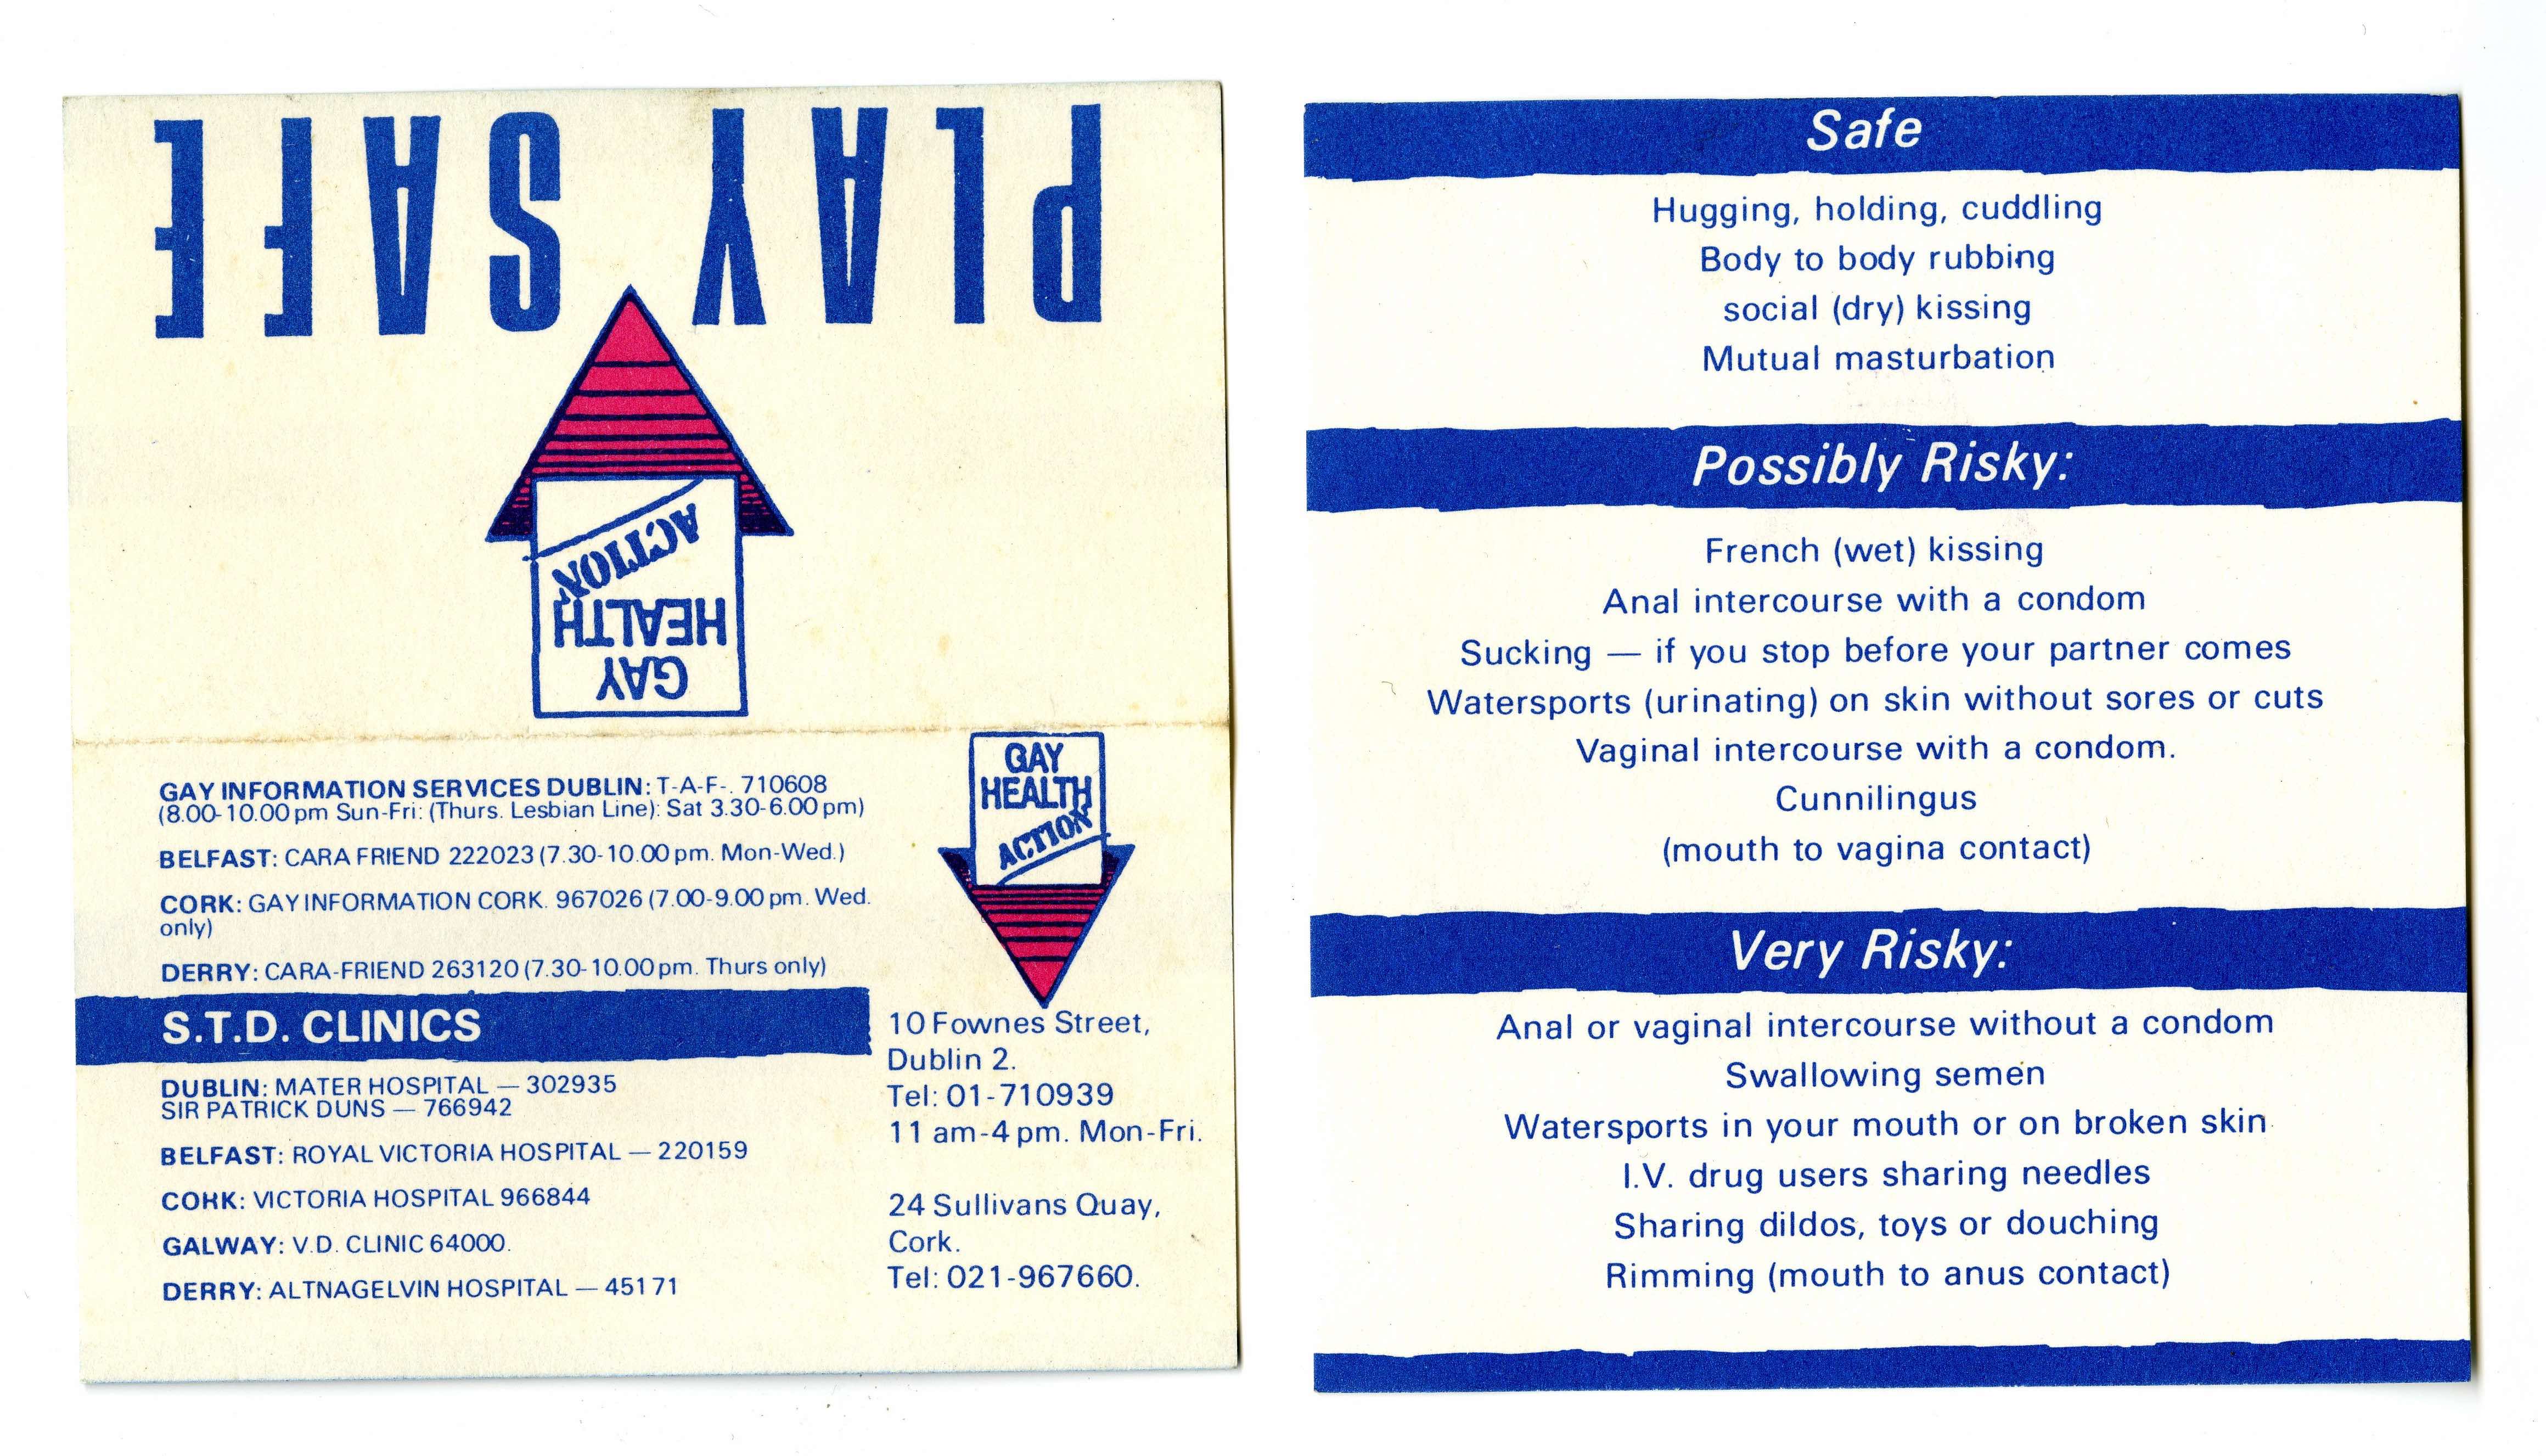 PLAY SAFE
GAY
HEALTH
ACTION
GAY INFORMATION SERVICES DUBLIN: T-A-F-. 710608
(8.00-10.00 pm Sun-Fri: (Thurs. Lesbian Line): Sat 3.30-6.00 pm)
BELFAST: CARA FRIEND 222023 (7.30-10.00 pm. Mon-Wed.)
CORK: GAY INFORMATION CORK. 967026 (7.00-9.00 pm. Wed.
only)
DERRY: CARA-FRIEND 263120 (7.30-10.00 pm. Thurs only)
S.T.D. CLINICS
DUBLIN: MATER HOSPITAL — 302935
SIR PATRICK DUNS — 766942
BELFAST: ROYAL VICTORIA HOSPITAL — 220159
CORK: VICTORIA HOSPITAL 966844
GALWAY: V.D. CLINIC 64000.
DERRY: ALTNAGELVIN HOSPITAL — 45171
GAY
HEALTH
ACTION
10 Fownes Street,
Dublin 2.
Tel: 01-710939
11 am-4 pm. Mon-Fri.
24 Sullivans Quay,
Cork.
Tel: 021-967660.
Safe
Hugging, holding, cuddling
Body to body rubbing
social (dry) kissing
Mutual masturbation
Possibly Risky:
French (wet) kissing
Anal intercourse with a condom
Sucking — if you stop before your partner comes
Watersports (urinating) on skin without sores or cuts
Vaginal intercourse with a condom.
Cunnilingus
(mouth to vagina contact)
Very Risky:
Anal or vaginal intercourse without a condom
Swallowing semen
Watersports in your mouth or on broken skin
I.V. drug users sharing needles
Sharing dildos, toys or douching
Rimming (mouth to anus contact)